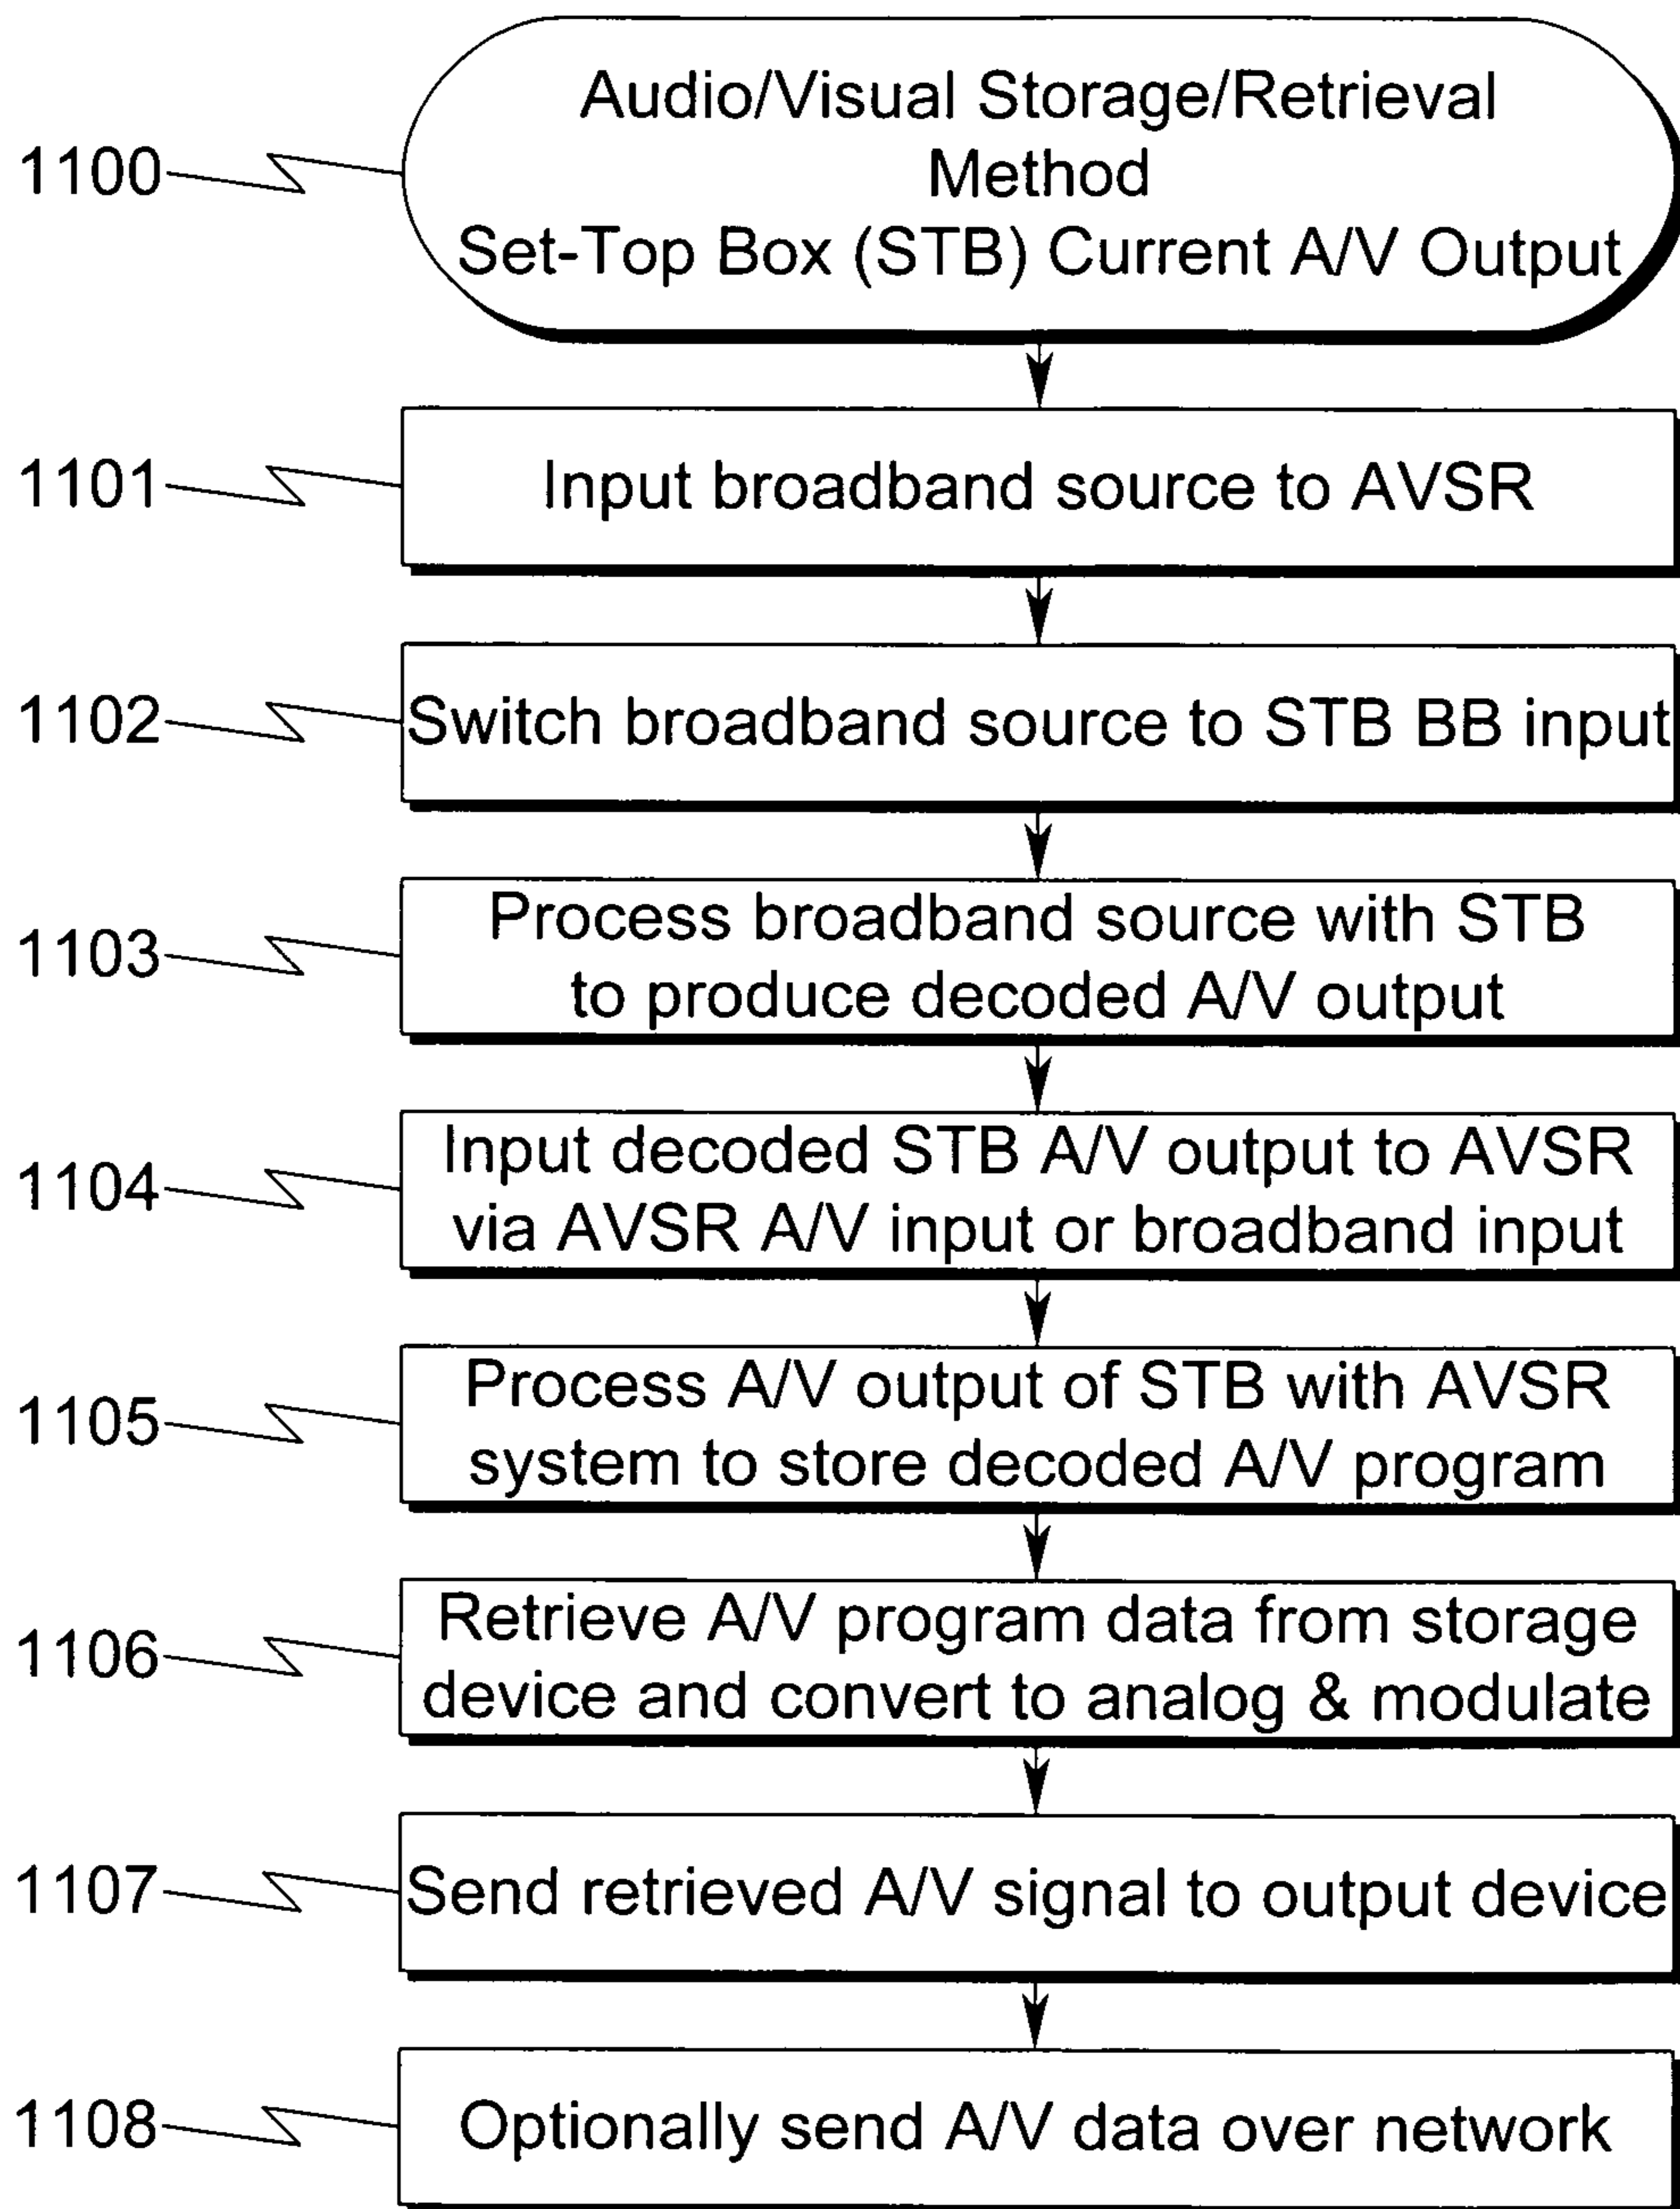 1100
Audio/Visual Storage/Retrieval
Method
Set-Top Box (STB) Current A/V Output
1101
Input broadband source to AVSR
1102
Switch broadband source to STB BB input
1103
Process broadband source with STB
to produce decoded A/V output
1104
Input decoded STB A/V output to AVSR
via AVSR A/V input or broadband input
1105
Process A/V output of STB with AVSR
system to store decoded A/V program
1106
Retrieve A/V program data from storage
device and convert to analog & modulate
1107
Send retrieved A/V signal to output device
1108
Optionally send A/V data over network